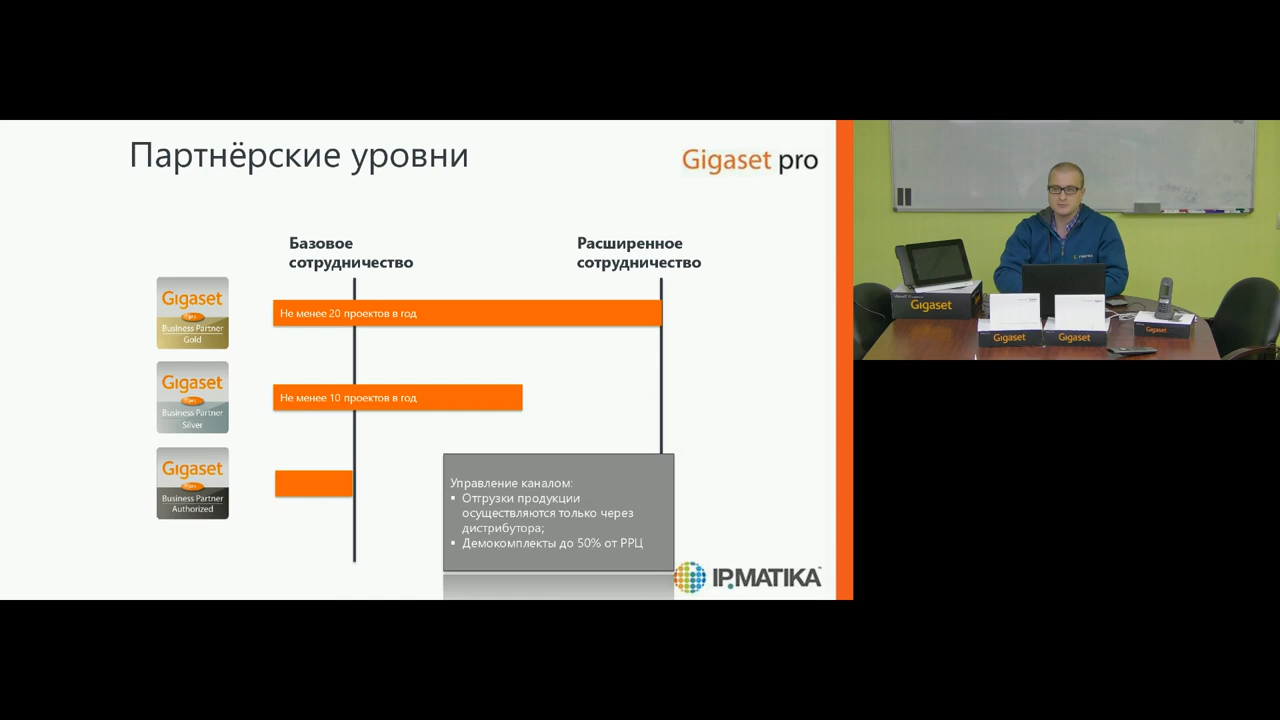 Партнёрские уровни
Gigaset pro
Базовое
сотрудничество
Расширенное
сотрудничество
Gigaset
pro
Business Partner
Gold
Не менее 20 проектов в год
Gigaset
pro
Business Partner
Silver
Не менее 10 проектов в год
Gigaset
pro
Business Partner
Authorized
Управление каналом:
▪ Отгрузки продукции
осуществляются только через
дистрибутора;
▪ Демокомплекты до 50% от РРЦ
IPMATIKA
Gigaset
Gigaset
Gigaset
Gigaset